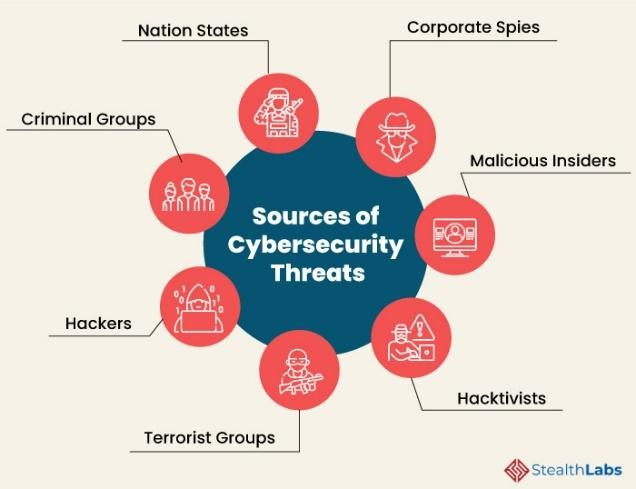 Nation States
Corporate Spies
Criminal Groups
Malicious Insiders
Sources of
Cybersecurity
Threats
Hackers
Hacktivists
Terrorist Groups
StealthLabs